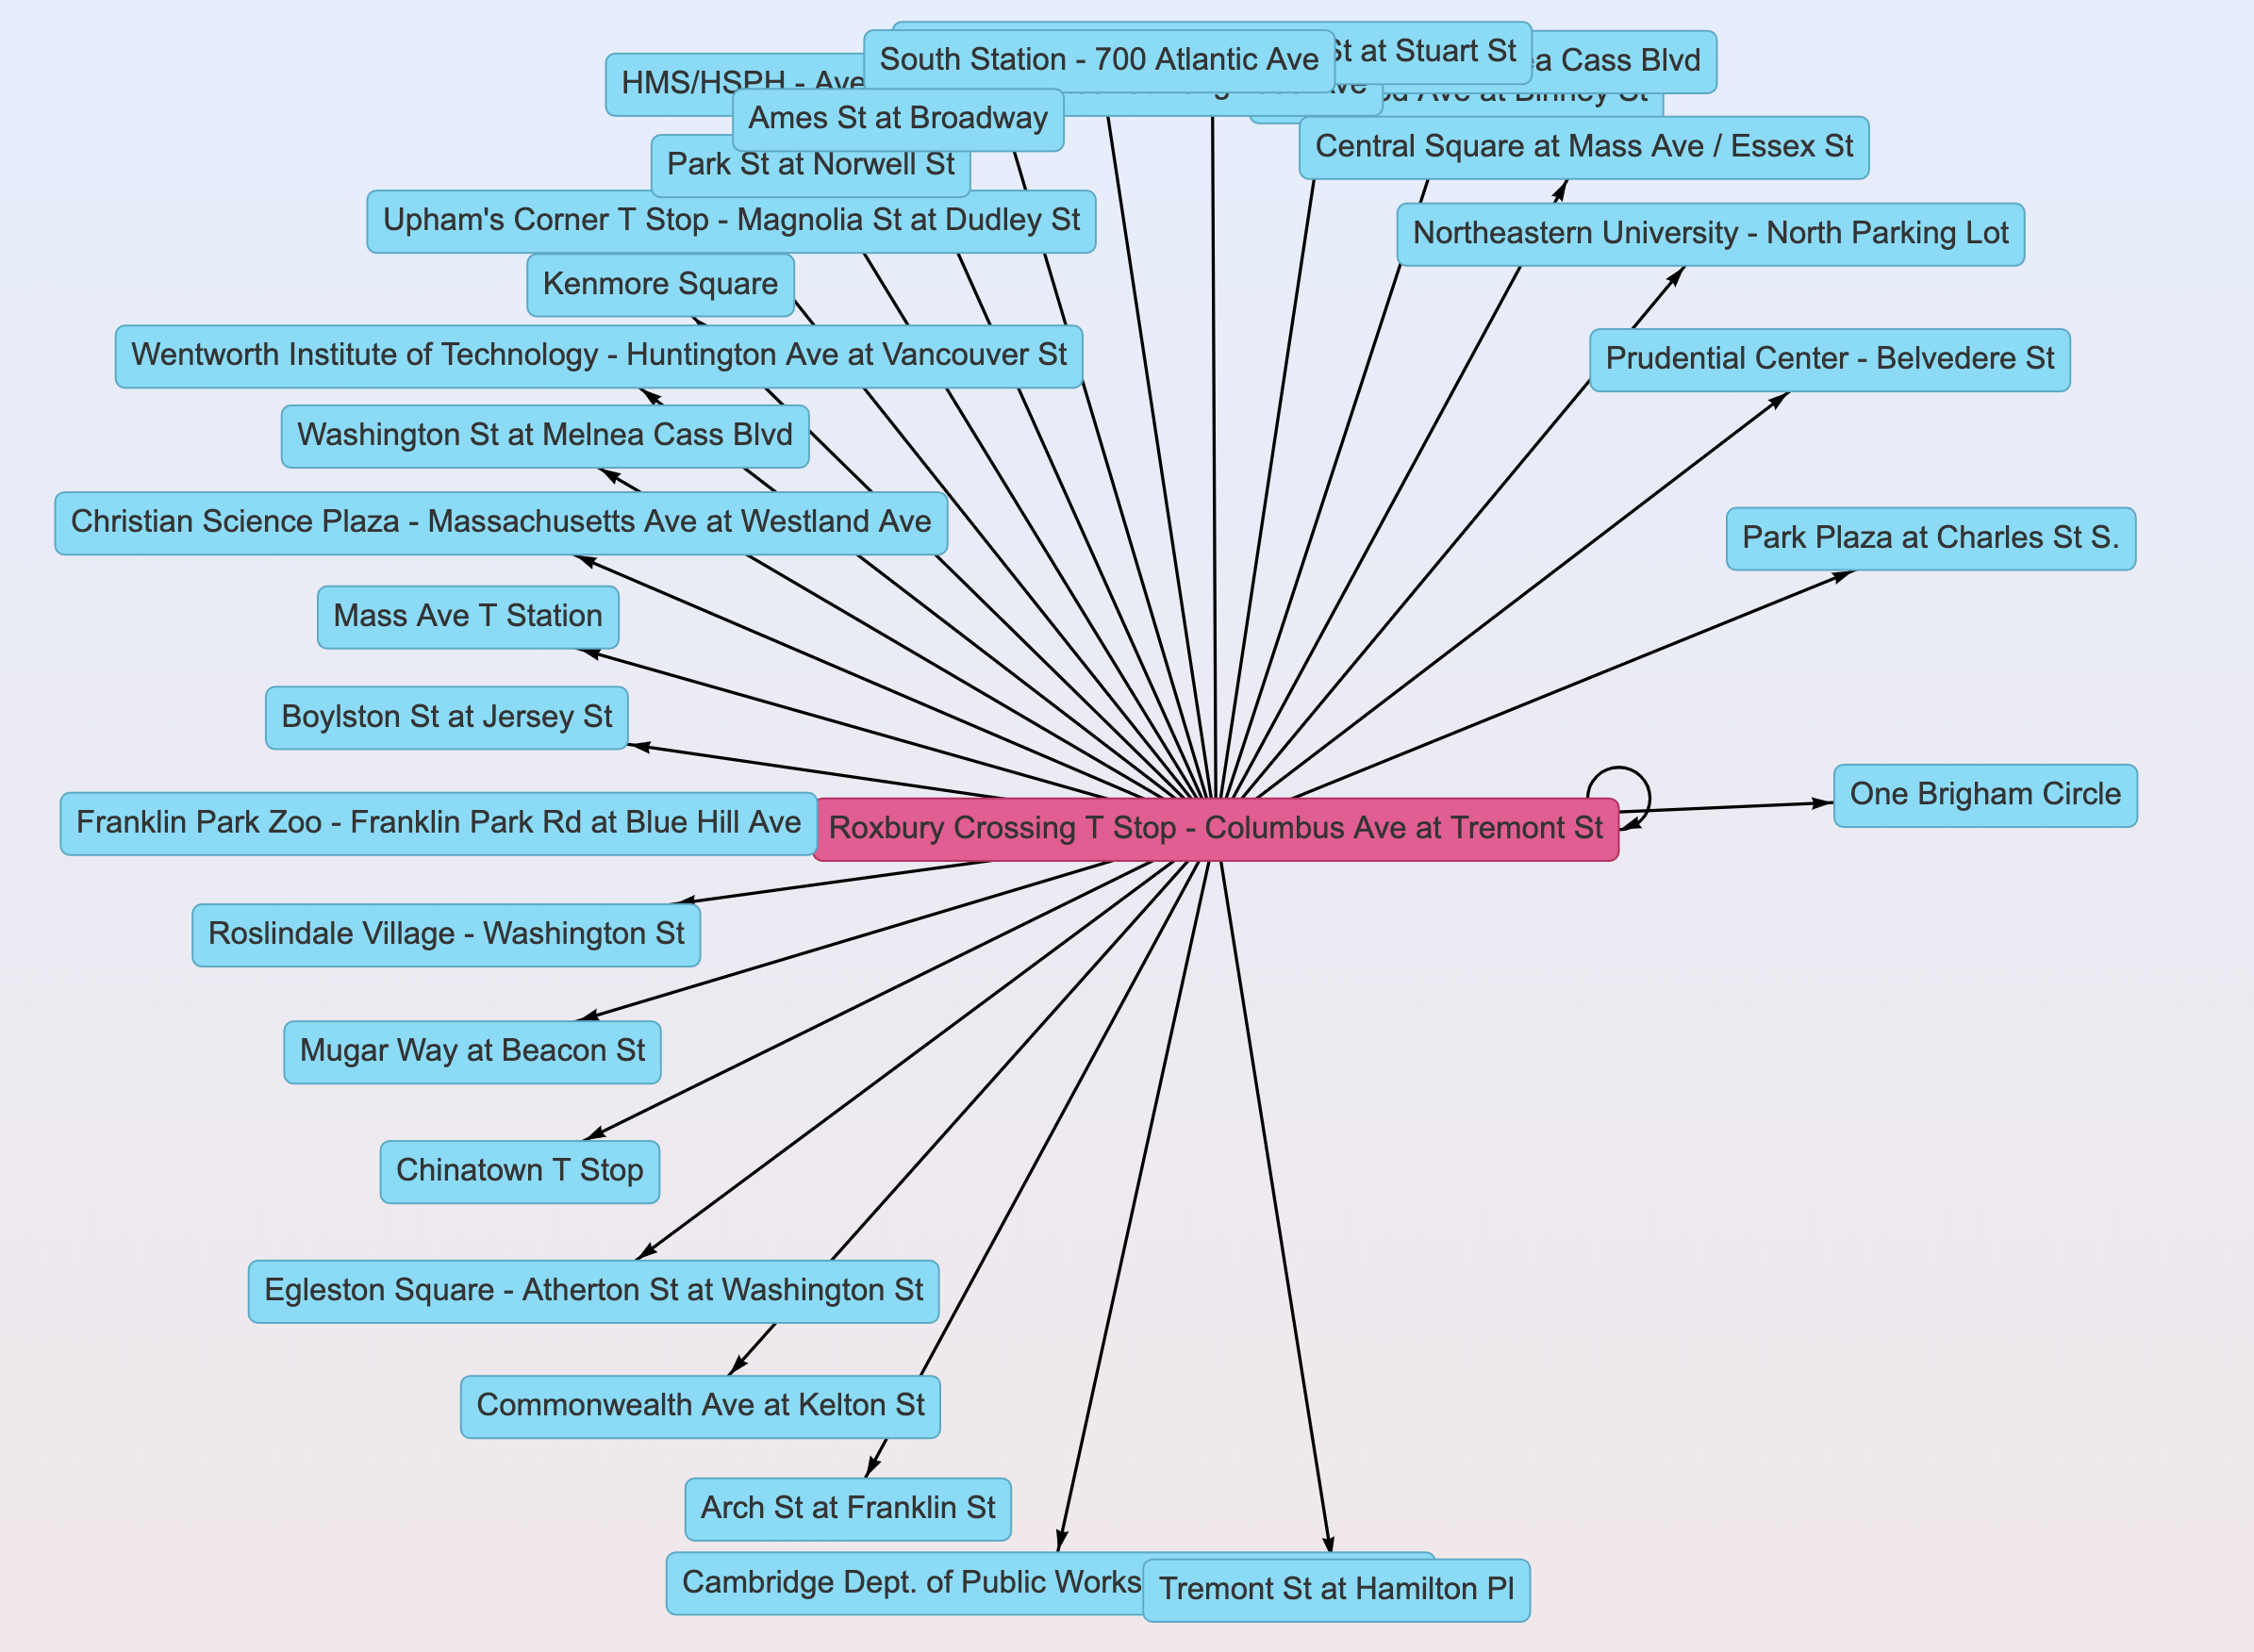 St at Stuart St
South Station - 700 Atlantic Ave
Cass Blvd
HMS/HSPH - Ave
Ave at Binney St
Ames St at Broadway
Central Square at Mass Ave / Essex St
Park St at Norwell St
Upham's Corner T Stop - Magnolia St at Dudley St
Northeastern University - North Parking Lot
Kenmore Square
Wentworth Institute of Technology - Huntington Ave at Vancouver St
Prudential Center - Belvedere St
Washington St at Melnea Cass Blvd
Christian Science Plaza - Massachusetts Ave at Westland Ave
Park Plaza at Charles St S.
Mass Ave T Station
Boylston St at Jersey St
One Brigham Circle
Franklin Park Zoo - Franklin Park Rd at Blue Hill Ave
Roxbury Crossing T Stop - Columbus Ave at Tremont St
Roslindale Village - Washington St
Mugar Way at Beacon St
Chinatown T Stop
Egleston Square - Atherton St at Washington St
Commonwealth Ave at Kelton St
Arch St at Franklin St
Cambridge Dept. of Public Works
Tremont St at Hamilton Pl